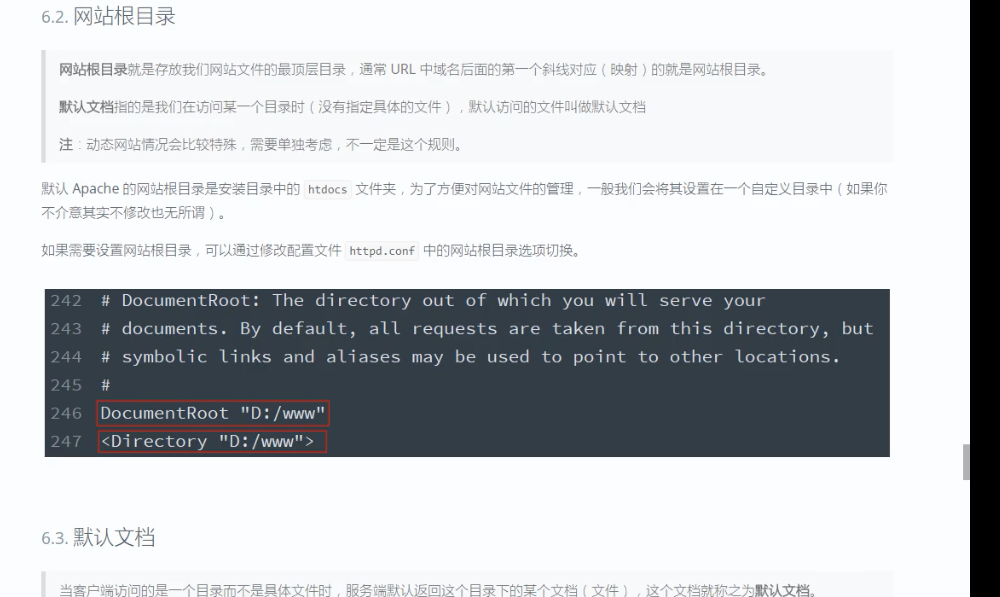 6.2. 网站根目录
网站根目录就是存放我们网站文件的最顶层目录，通常 URL 中域名后面的第一个斜线对应（映射）的就是网站根目录。
默认文档指的是我们在访问某一个目录时（没有指定具体的文件），默认访问的文件叫做默认文档
注：动态网站情况会比较特殊，需要单独考虑，不一定是这个规则。
默认 Apache 的网站根目录是安装目录中的 htdocs 文件夹，为了方便对网站文件的管理，一般我们会将其设置在一个自定义目录中（如果你
不介意其实不修改也无所谓）。
如果需要设置网站根目录，可以通过修改配置文件 httpd.conf 中的网站根目录选项切换。
242 # DocumentRoot: The directory out of which you will serve your
243 # documents. By default, all requests are taken from this directory, but
244 # symbolic links and aliases may be used to point to other locations.
245 #
246 DocumentRoot "D:/www"
247 <Directory "D:/www">
6.3. 默认文档
当客户端访问的是一个目录而不是具体文件时，服务端默认返回这个目录下的某个文档（文件），这个文档就称之为默认文档。